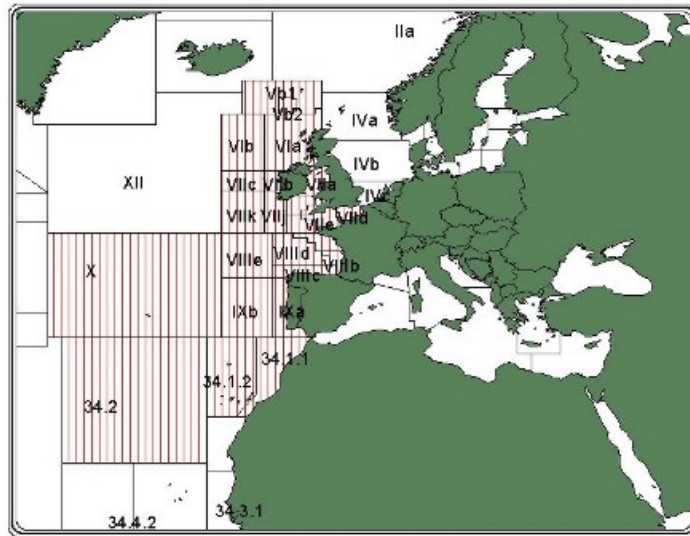 IIa
Vb1
Vb2
IVa
VIb
VIa
IVb
XII
VIIc
VIIb
VIIa
VIIk
VIIj
VIIe
VIId
X
VIIIe
VIIId
VIIIc
VIIIb
IXb
IXa
34.1.1
34.1.2
34.2
34.3.1
34.4.2